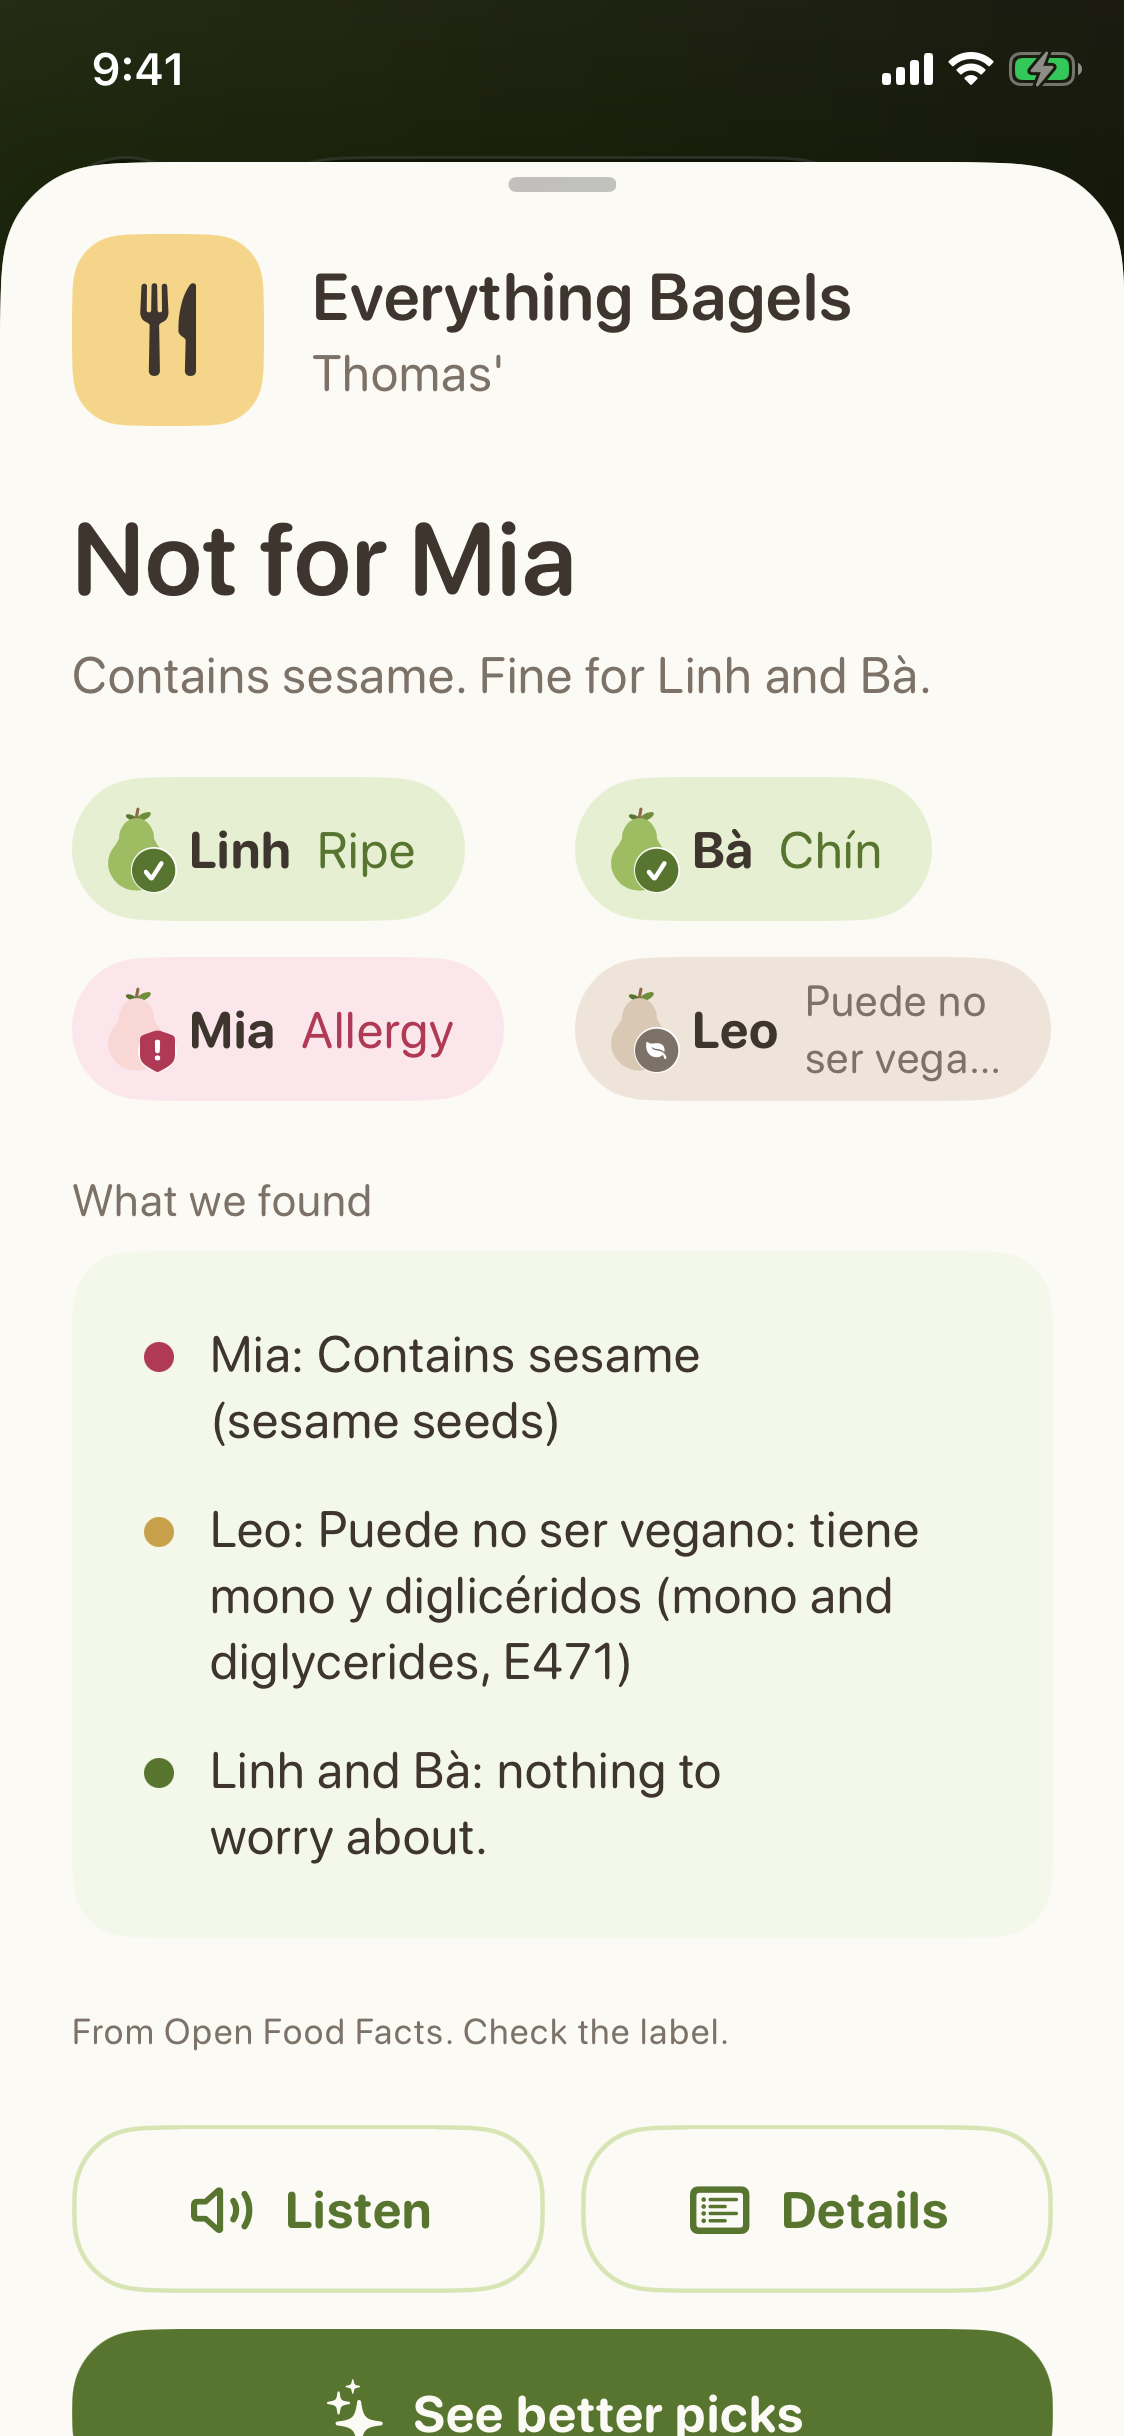 9:41
Everything Bagels
Thomas'
Not for Mia
Contains sesame. Fine for Linh and Bà.
Linh Ripe
Bà Chín
Mia Allergy
Leo Puede no
ser vega...
What we found
Mia: Contains sesame
(sesame seeds)
Leo: Puede no ser vegano: tiene
mono y diglicéridos (mono and
diglycerides, E471)
Linh and Bà: nothing to
worry about.
From Open Food Facts. Check the label.
Listen
Details
See better picks